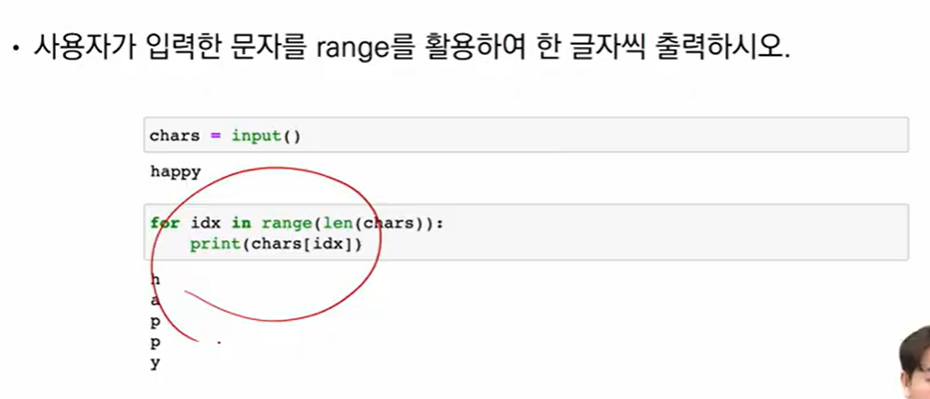 • 사용자가 입력한 문자를 range를 활용하여 한 글자씩 출력하시오.
chars = input()
happy
for idx in range(len(chars)):
    print(chars[idx])
h
a
p
p
y